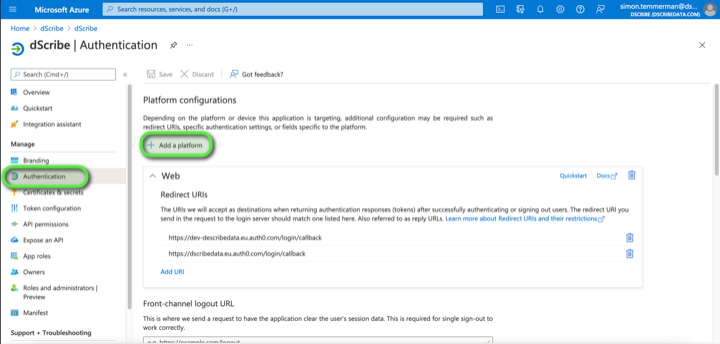 Microsoft Azure
Search resources, services, and docs (G+/)
simon.temmerman@ds...
DSCRIBE (DSCRIBEDATA.COM)
Home > dScribe > dScribe
dScribe | Authentication
Search (Cmd+/)
Save
Discard
Got feedback?
Overview
Quickstart
Integration assistant
Manage
Branding
Authentication
Certificates & secrets
Token configuration
API permissions
Expose an API
App roles
Owners
Roles and administrators |
Preview
Manifest
Support + Troubleshooting
Platform configurations
Depending on the platform or device this application is targeting, additional configuration may be required such as
redirect URIs, specific authentication settings, or fields specific to the platform.
+ Add a platform
Web
Quickstart
Docs
Redirect URIs
The URIs we will accept as destinations when returning authentication responses (tokens) after successfully authenticating or signing out users. The redirect URI you
send in the request to the login server should match one listed here. Also referred to as reply URLs. Learn more about Redirect URIs and their restrictions
https://dev-describedata.eu.auth0.com/login/callback
https://dscribedata.eu.auth0.com/login/callback
Add URI
Front-channel logout URL
This is where we send a request to have the application clear the user's session data. This is required for single sign-out to
work correctly.
e.g. https://example.com/logout